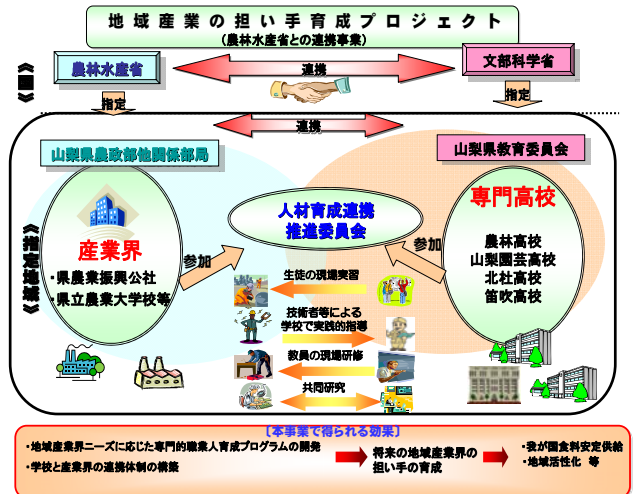 地域産業の担い手育成プロジェクト
(農林水産省との連携事業)
《国》
農林水産省
連携
文部科学省
指定
指定
連携
山梨県農政部他関係部局
山梨県教育委員会
《指定地域》
産業界
・県農業振興公社
・県立農業大学校等
人材育成連携
推進委員会
専門高校
農林高校
山梨園芸高校
北杜高校
笛吹高校
参加
参加
生徒の現場実習
技術者等による
学校で実践的指導
教員の現場研修
共同研究
〔本事業で得られる効果〕
・地域産業界ニーズに応じた専門的職業人育成プログラムの開発
・学校と産業界の連携体制の構築
将来の地域産業界の
担い手の育成
・我が国食料安定供給
・地域活性化 等